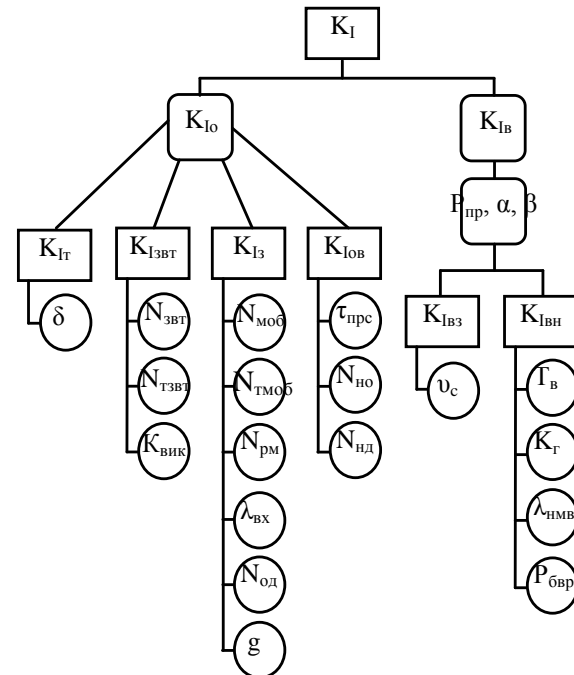 K_I
K_Iо
K_Iв
P_пр, α, β
K_Iт
K_Iзвт
K_Iз
K_Iов
K_Iвз
K_Iвн
δ
N_звт
N_тзвт
K_вик
N_моб
N_тмоб
N_рм
λ_вх
N_од
g
τ_прс
N_но
N_нд
υ_с
T_в
K_г
λ_нмв
P_бвр